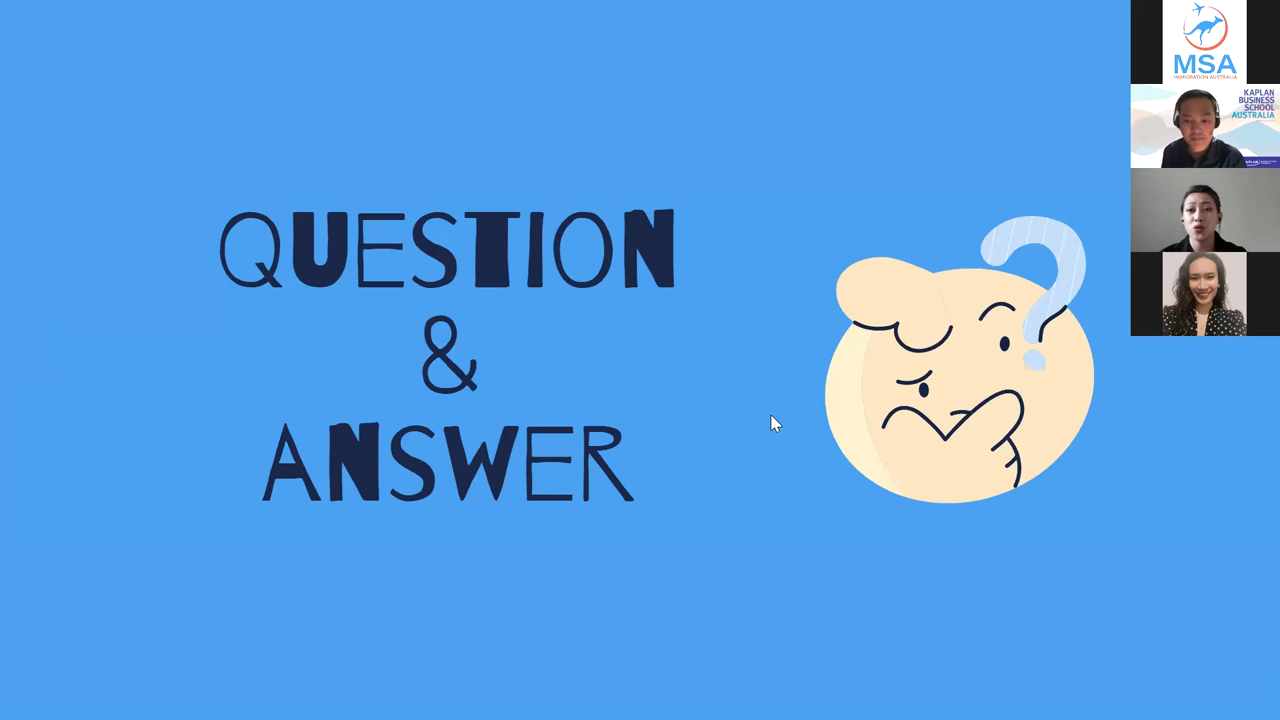 QUESTION
&
ANSWER
MSA
IMMIGRATION AUSTRALIA
KAPLAN
BUSINESS
SCHOOL
AUSTRALIA